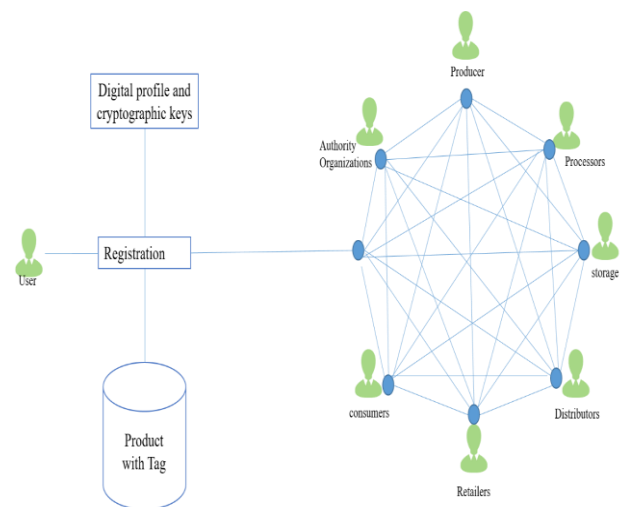 Producer
Digital profile and
cryptographic keys
Authority
Organizations
Processors
Registration
User
storage
consumers
Distributors
Product
with Tag
Retailers